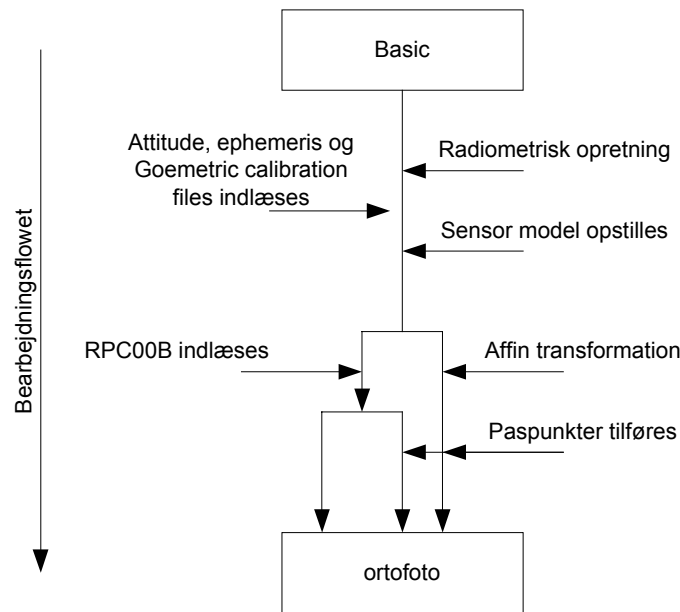 Basic
Attitude, ephemeris og
Goemetric calibration
files indlæses
Radiometrisk opretning
Sensor model opstilles
RPC00B indlæses
Affin transformation
Paspunkter tilføres
Bearbejdningsflowet
ortofoto